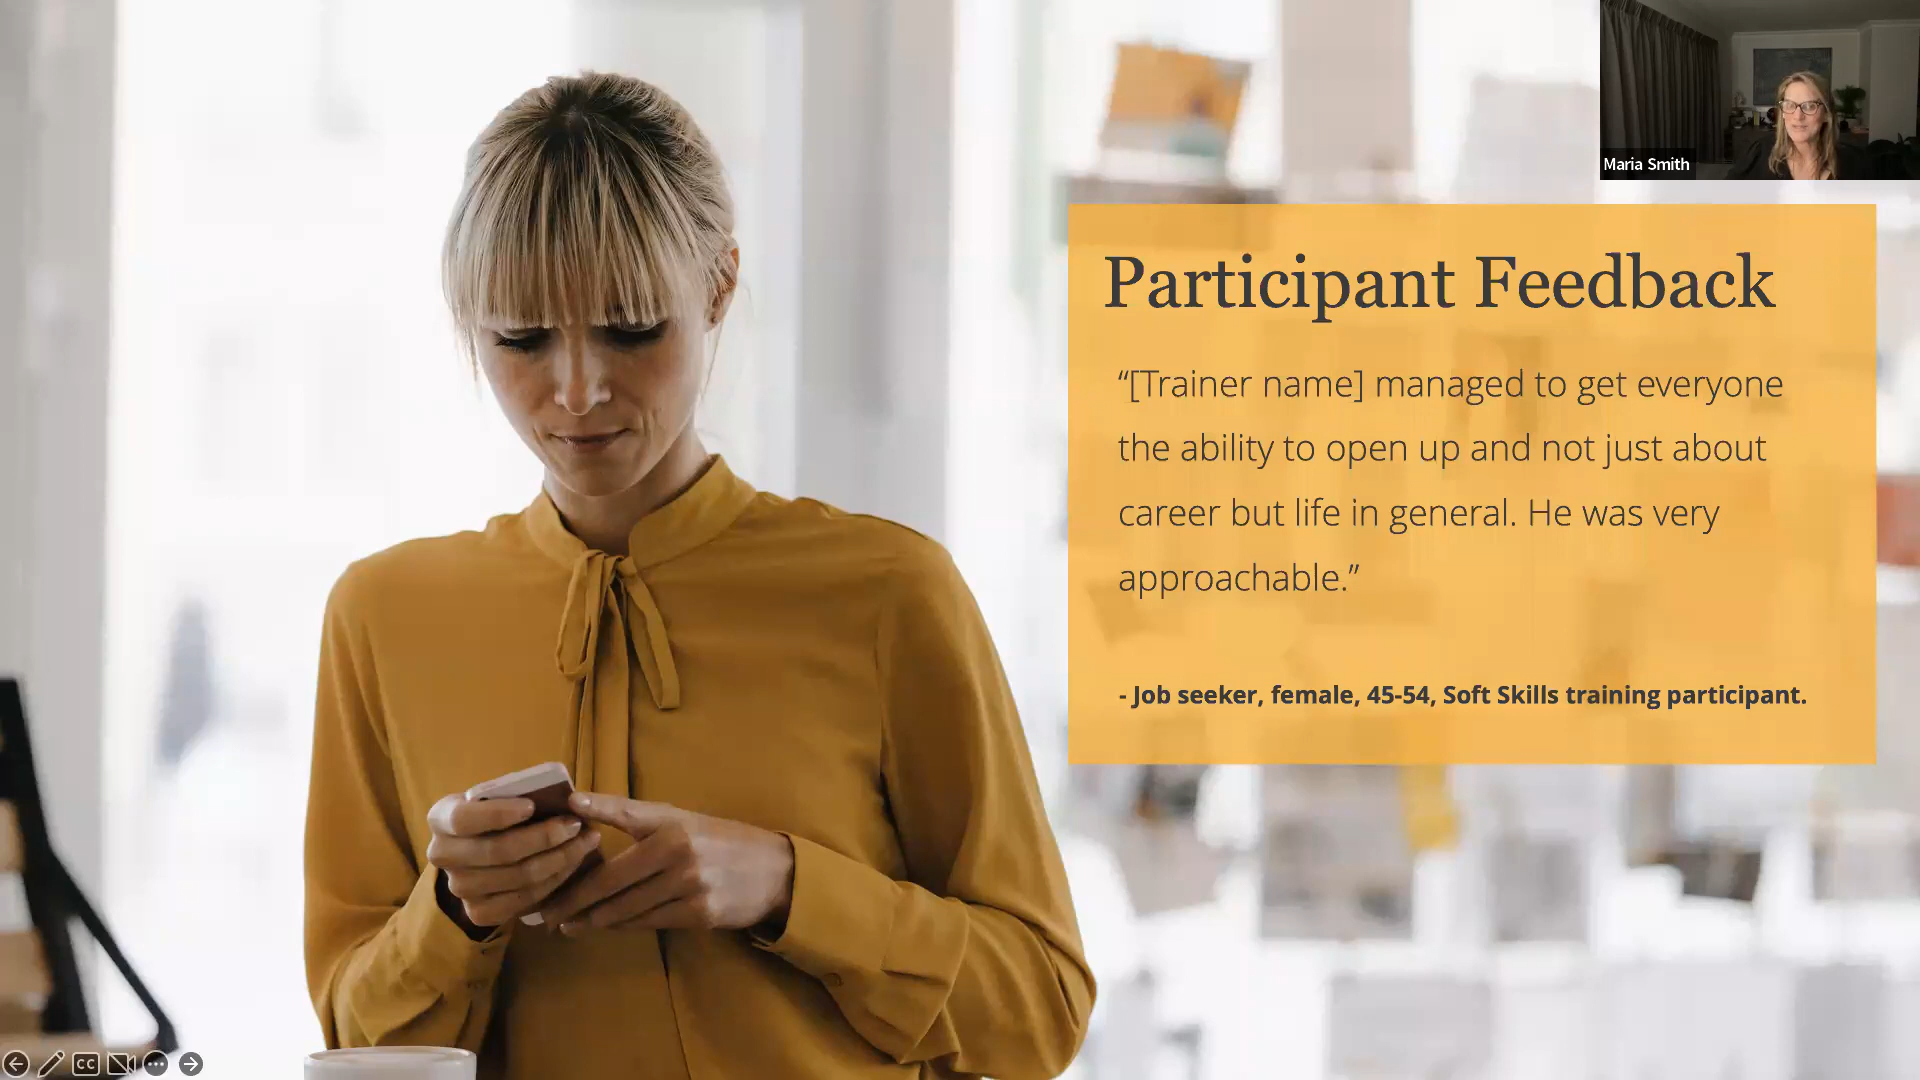 Maria Smith
Participant Feedback
“[Trainer name] managed to get everyone
the ability to open up and not just about
career but life in general. He was very
approachable.”
- Job seeker, female, 45-54, Soft Skills training participant.
CC